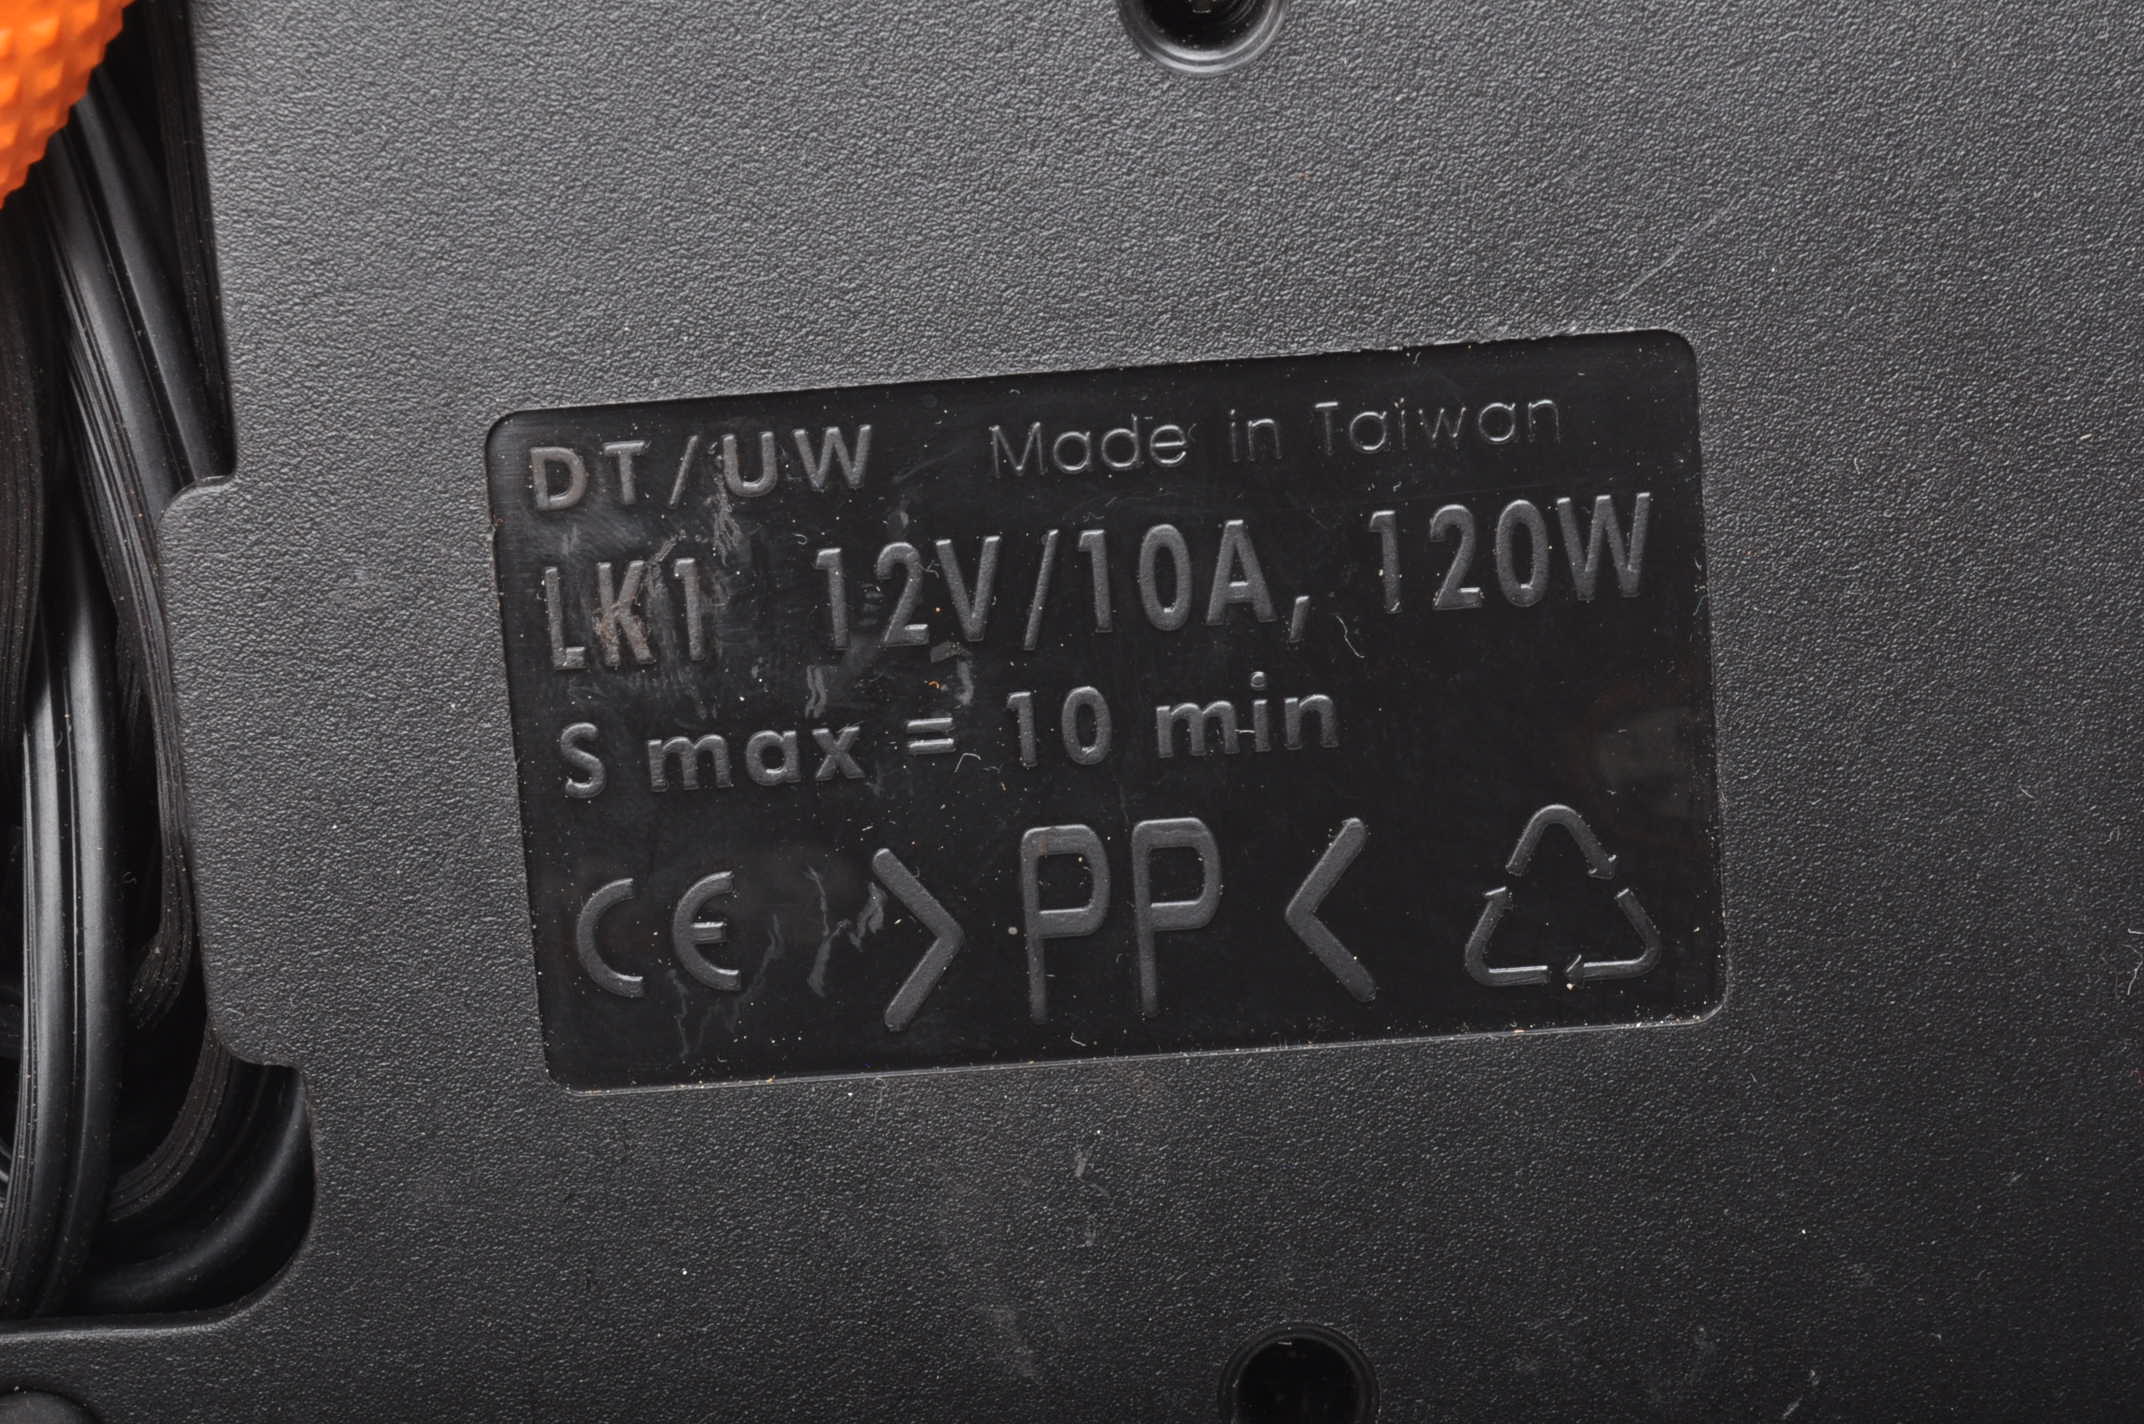 DT/UW Made in Taiwan
LK1 12V/10A, 120W
S max = 10 min
CE >PP<